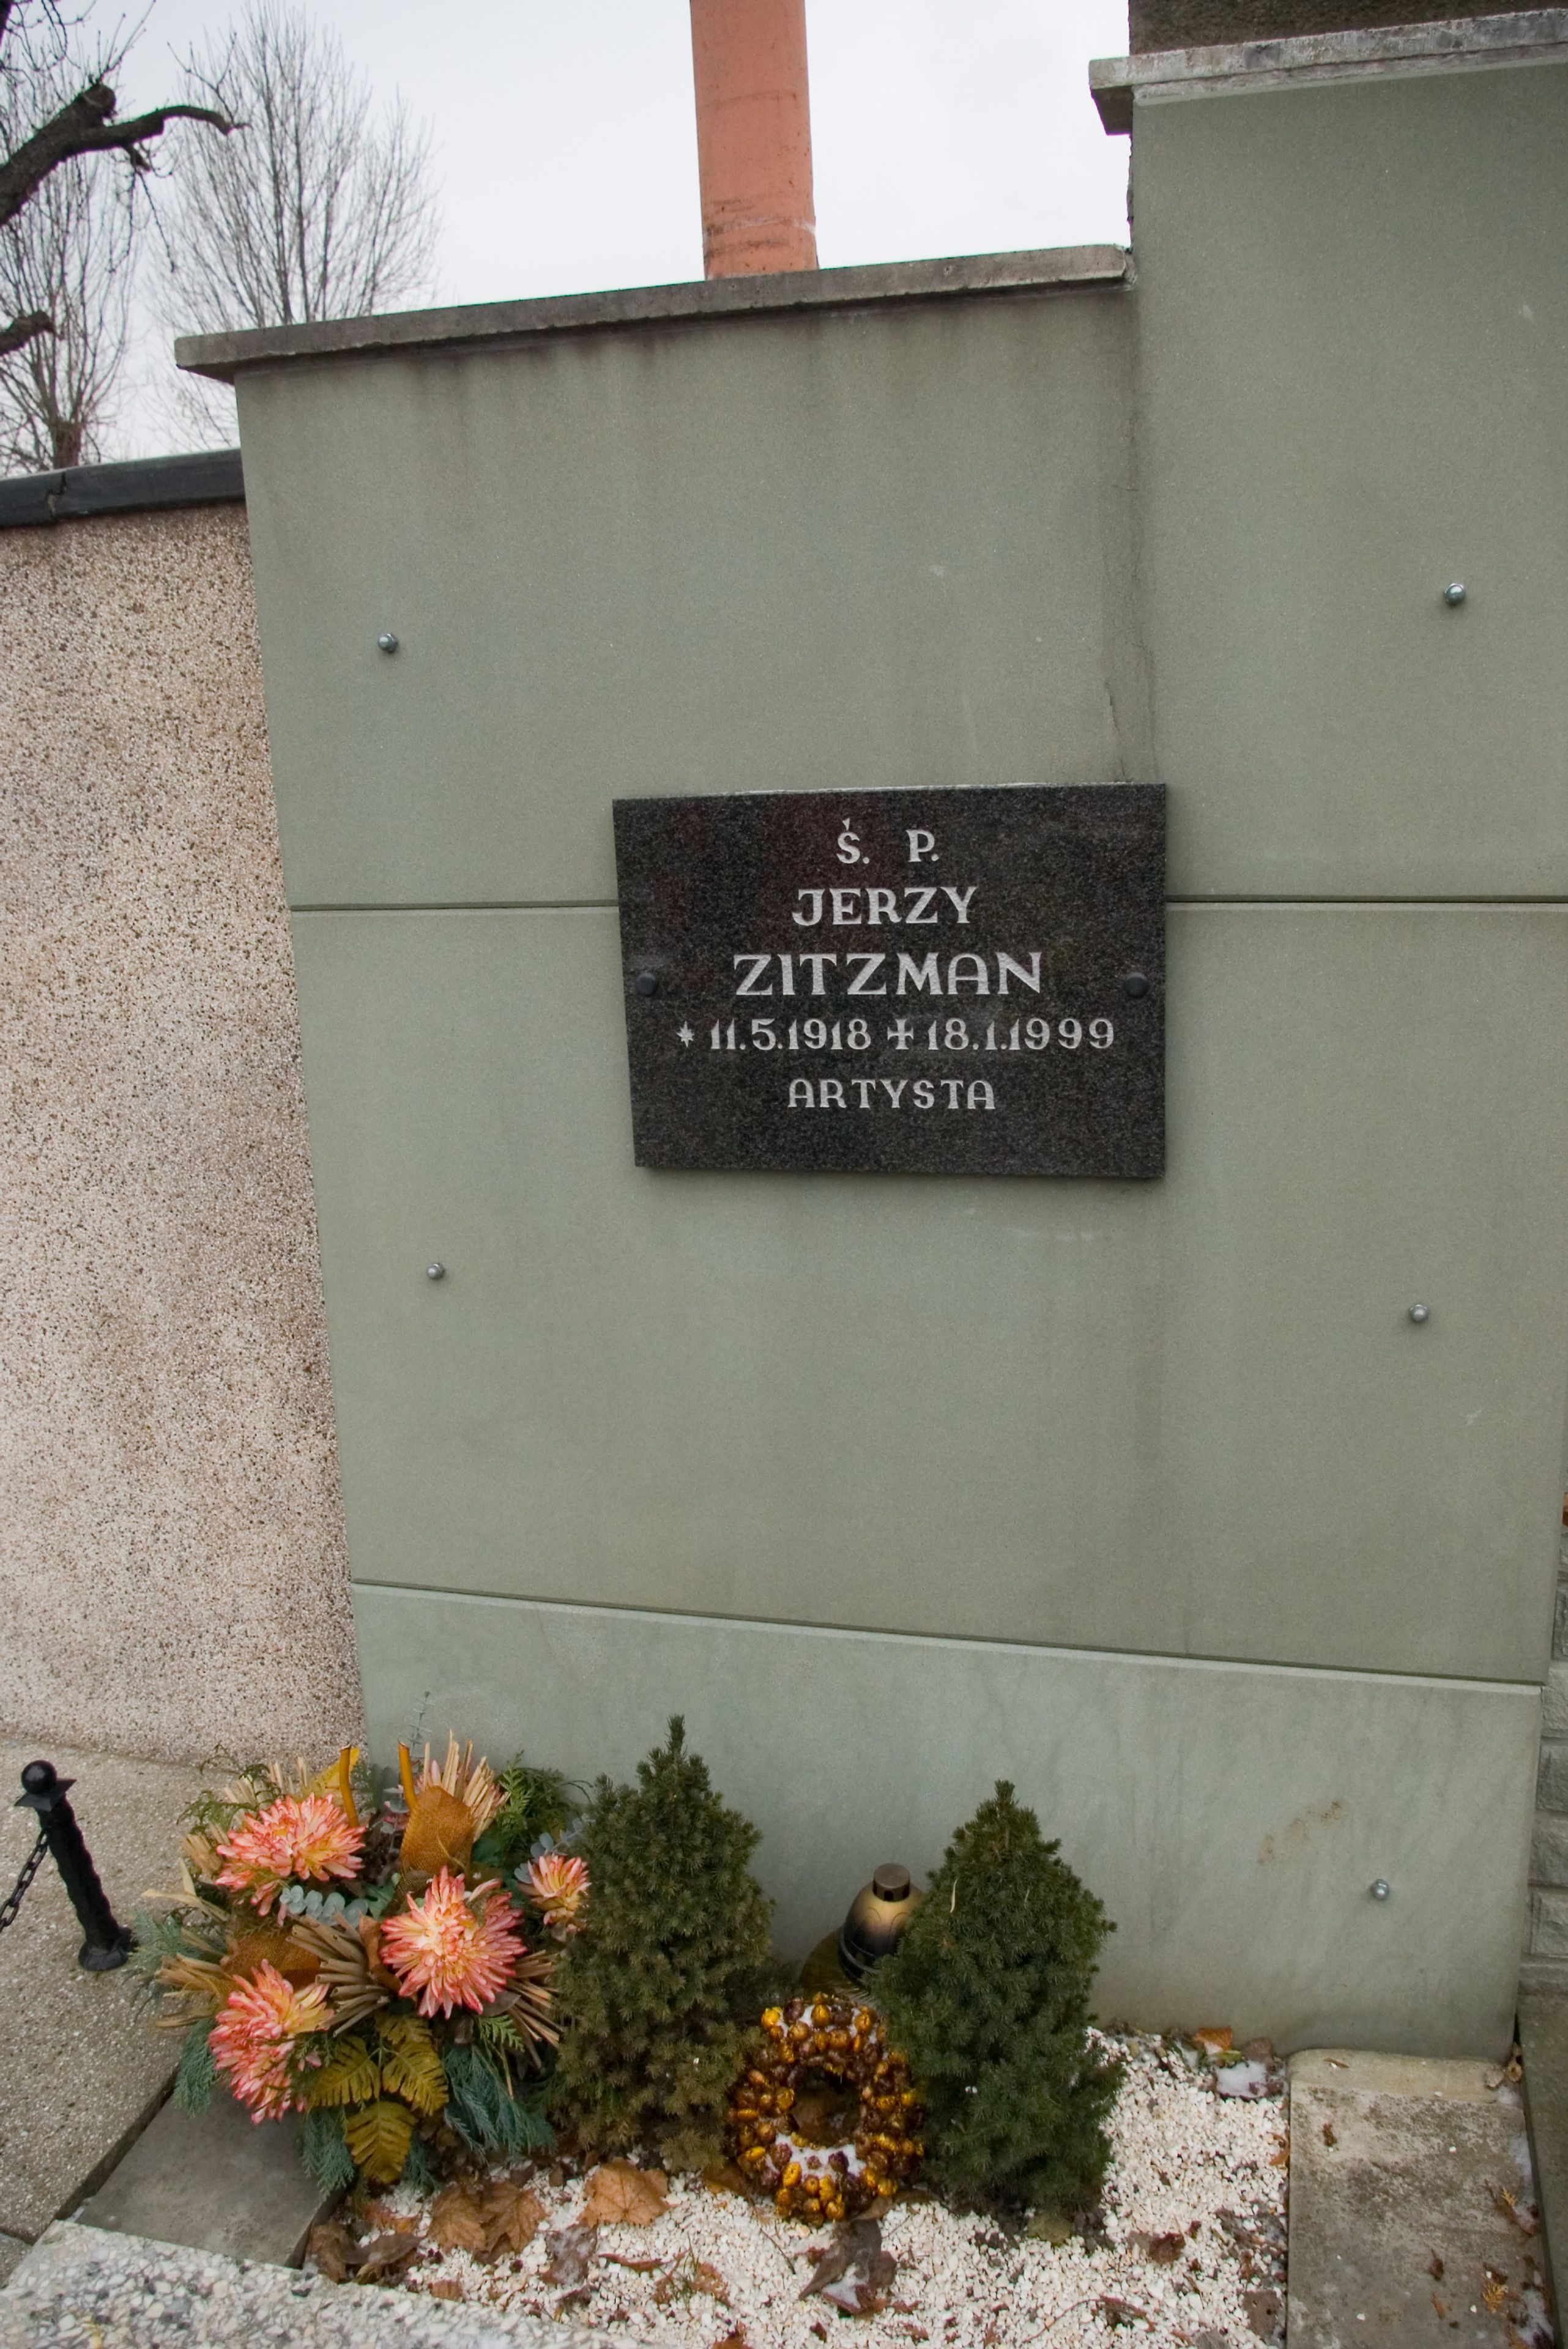 Ś. P.
JERZY
ZITZMAN
* 11.5.1918 ✝ 18.1.1999
ARTYSTA